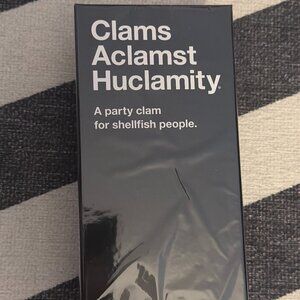 Clams
Aclamst
Huclamity.
A party clam
for shellfish people.